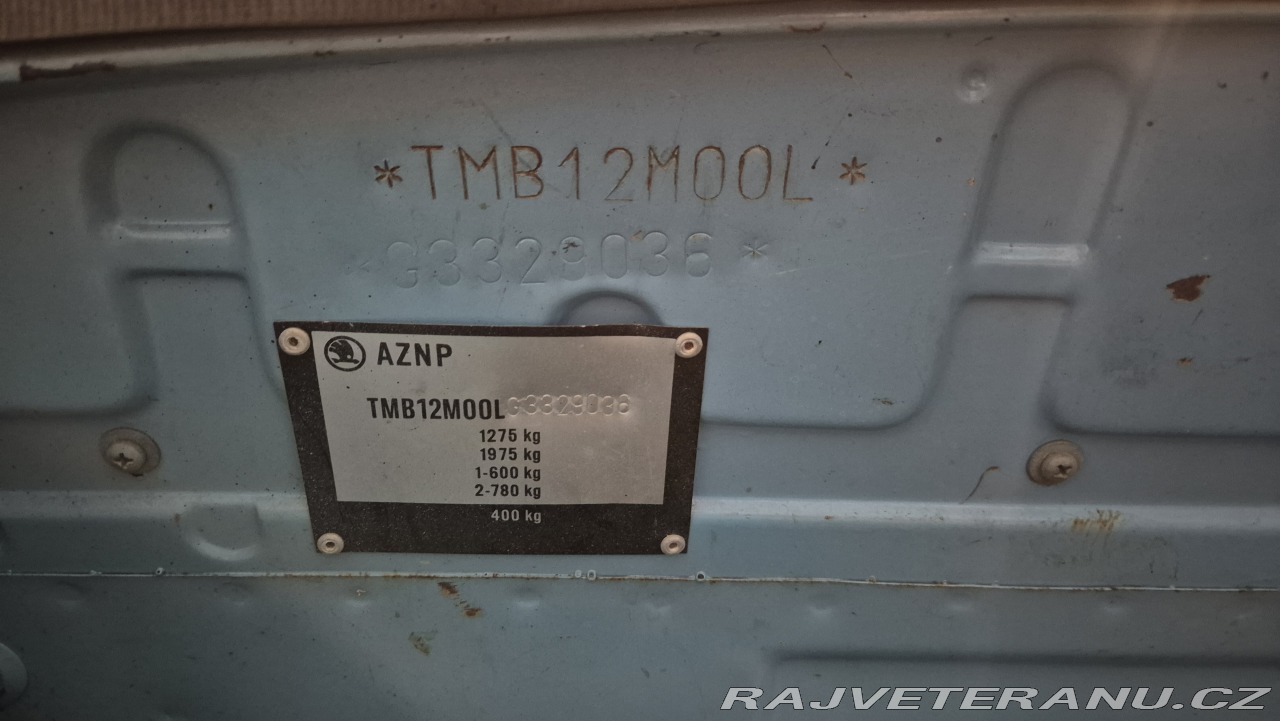 *TMB12M00L*
*G3329036*
AZNP
TMB12M00LG3329036
1275 kg
1975 kg
1-600 kg
2-780 kg
400 kg
RAJVETERANU.CZ